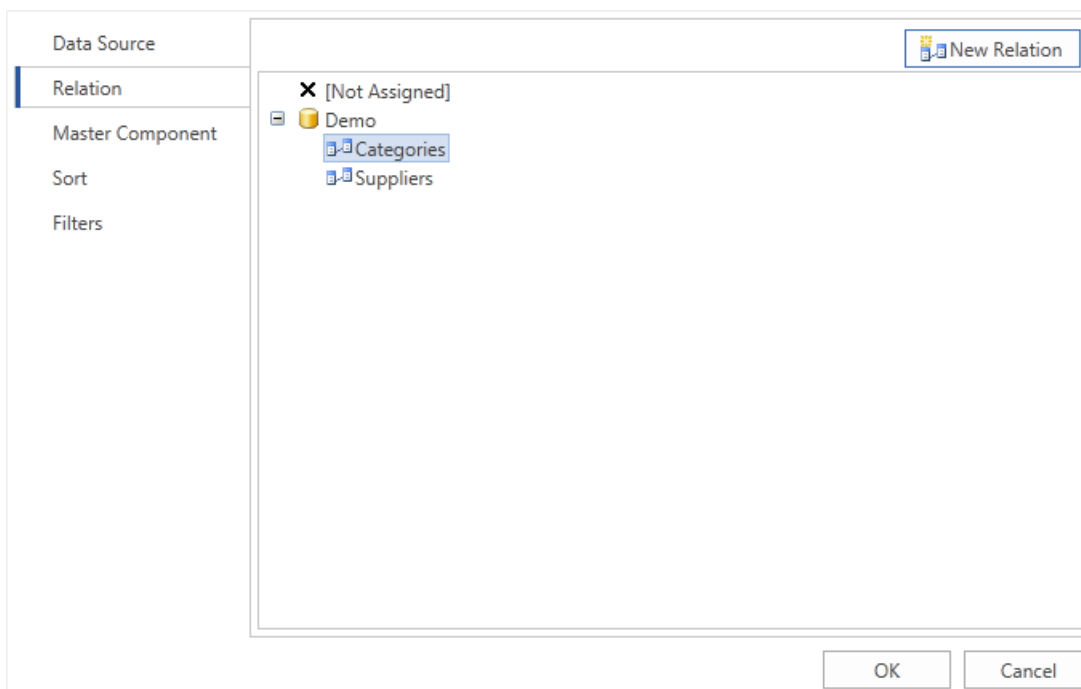 Data Source
New Relation
Relation
[Not Assigned]
Demo
Master Component
Categories
Sort
Suppliers
Filters
OK
Cancel